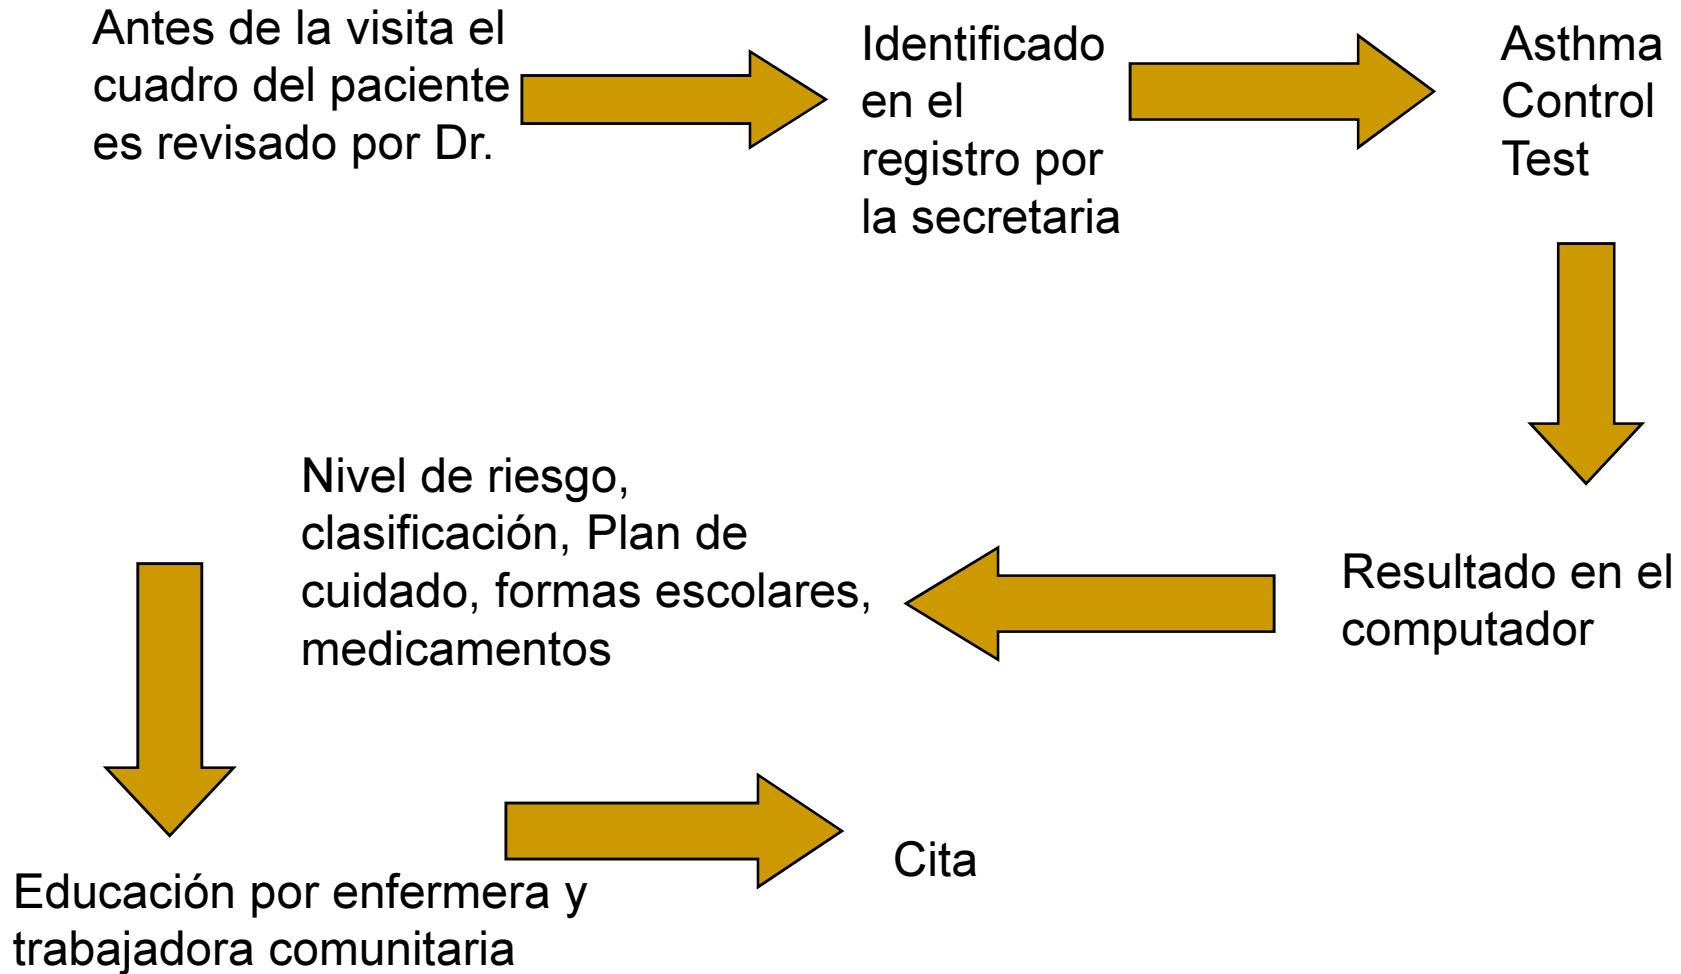 Antes de la visita el
cuadro del paciente
es revisado por Dr.
Identificado
en el
registro por
la secretaria
Asthma
Control
Test
Resultado en el
computador
Nivel de riesgo,
clasificación, Plan de
cuidado, formas escolares,
medicamentos
Educación por enfermera y
trabajadora comunitaria
Cita